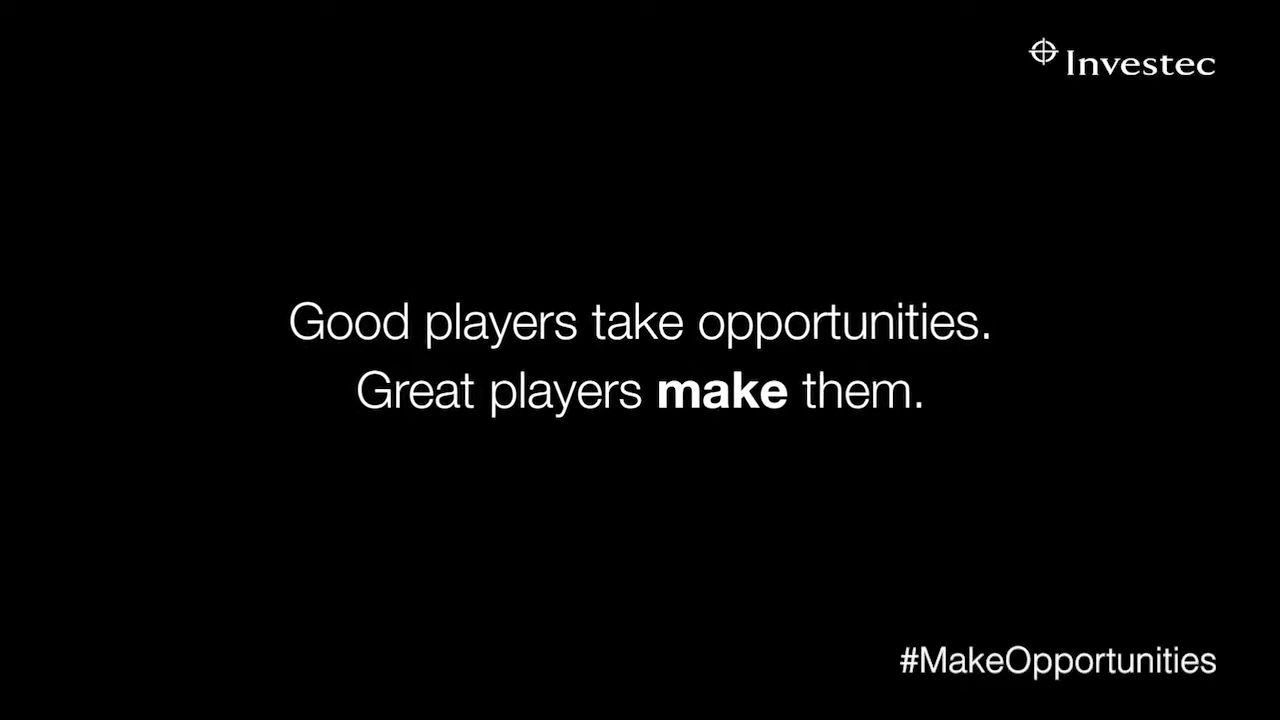 Investec
Good players take opportunities.
Great players make them.
#MakeOpportunities